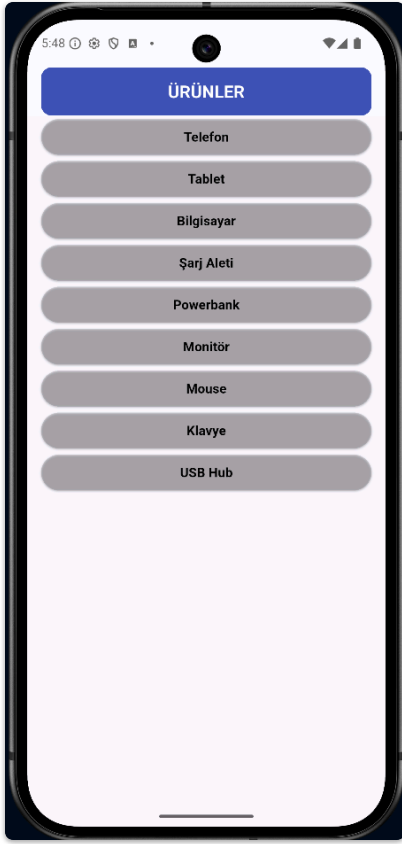 5:48
ÜRÜNLER
Telefon
Tablet
Bilgisayar
Şarj Aleti
Powerbank
Monitör
Mouse
Klavye
USB Hub